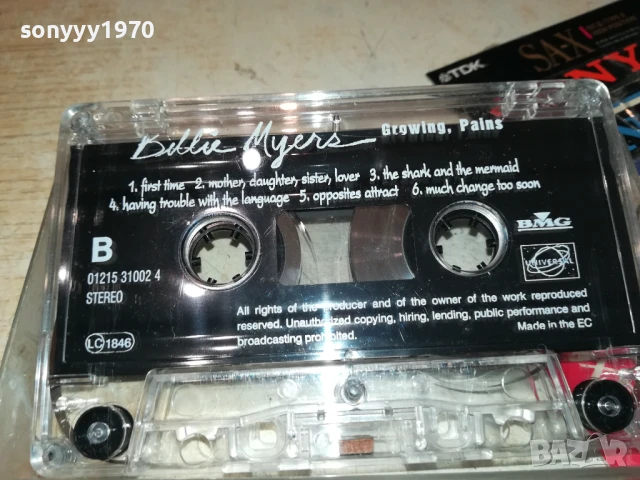 sonyyy1970
TDK
SA-X
NY
Billie Myers Growing, Pains
1. first time 2. mother, daughter, sister, lover 3. the shark and the mermaid
4. having trouble with the language 5. opposites attract 6. much change too soon
B
01215 31002 4
STEREO
BMG
UNIVERSAL
All rights of the producer and of the owner of the work reproduced
reserved. Unauthorized copying, hiring, lending, public performance and
broadcasting prohibited. Made in the EC
LC 1846
BAZAR